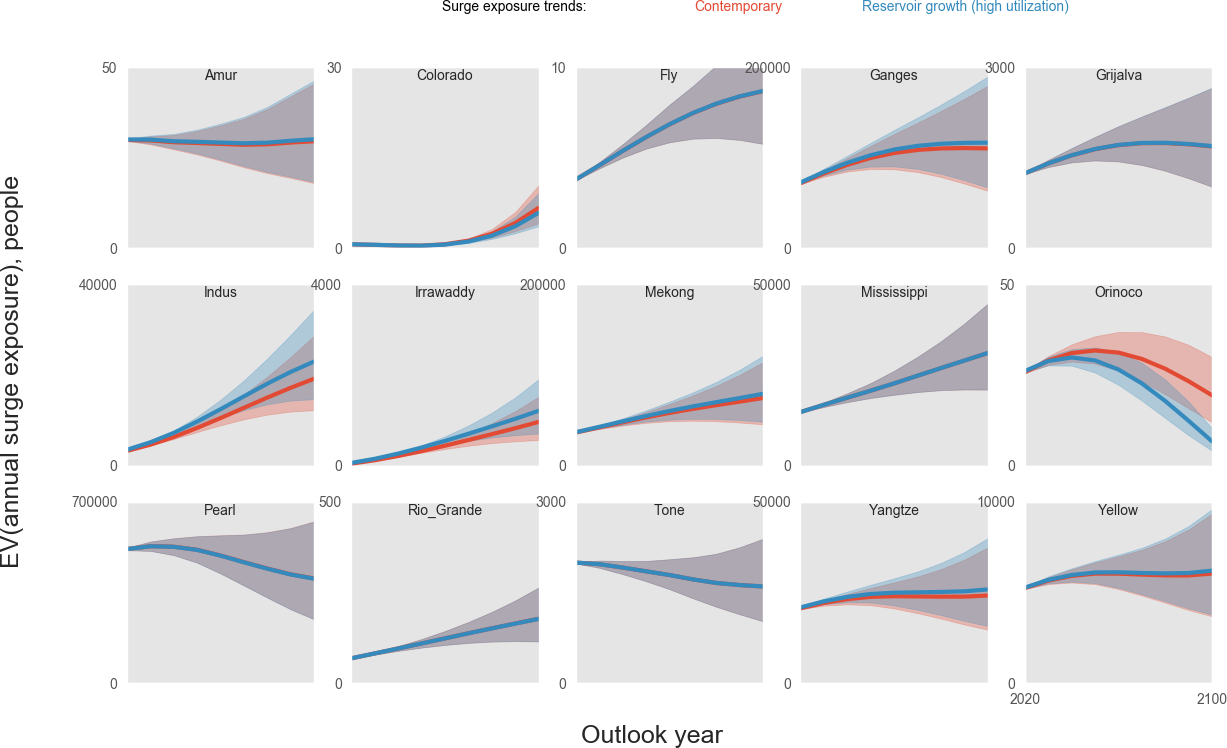 Surge exposure trends: Contemporary Reservoir growth (high utilization)
50 30 10 200000 3000
Amur Colorado Fly Ganges Grijalva
0 0 0 0 0
40000 4000 200000 50000 50
Indus Irrawaddy Mekong Mississippi Orinoco
0 0 0 0 0
700000 500 3000 50000 10000
Pearl Rio_Grande Tone Yangtze Yellow
0 0 0 0 0
2020 2100
EV(annual surge exposure), people
Outlook year